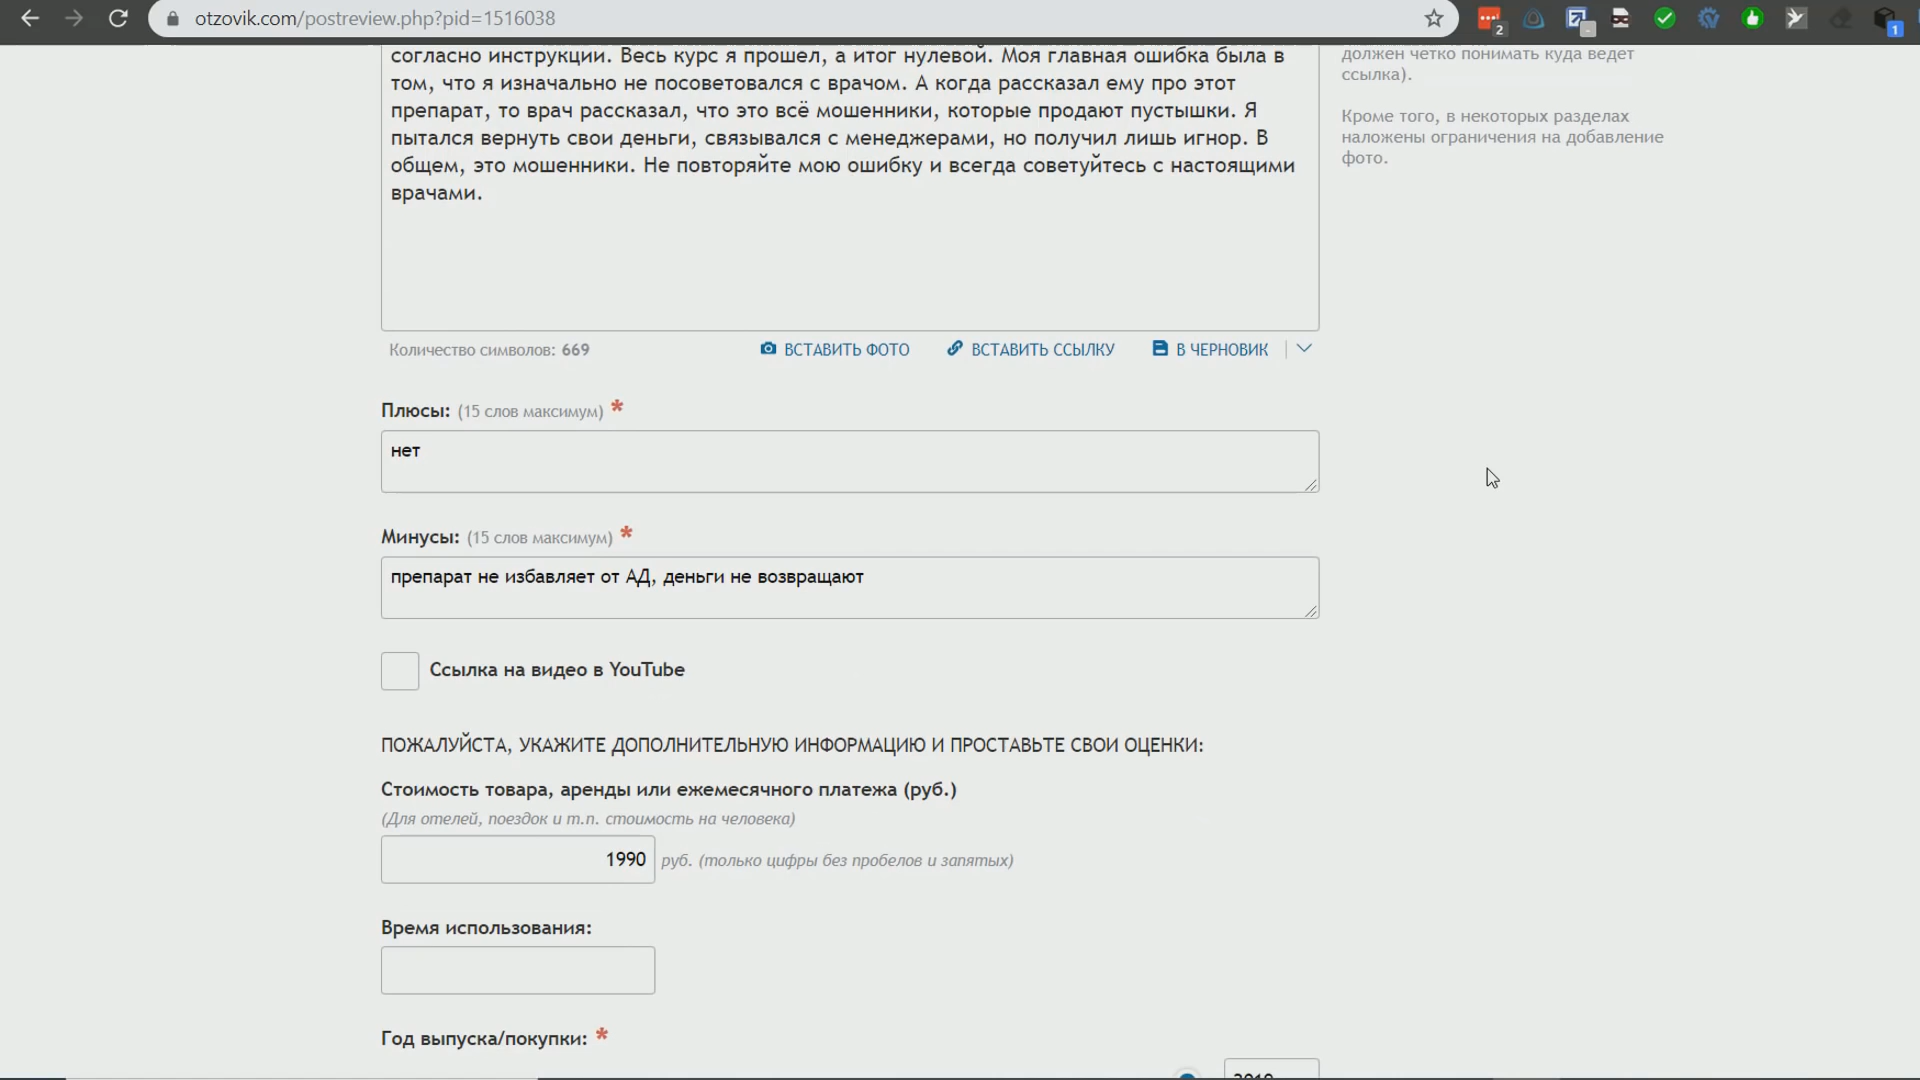 otzovik.com/postreview.php?pid=1516038
2
1
согласно инструкции. Весь курс я прошел, а итог нулевой. Моя главная ошибка была в
том, что я изначально не посоветовался с врачом. А когда рассказал ему про этот
препарат, то врач рассказал, что это всё мошенники, которые продают пустышки. Я
пытался вернуть свои деньги, связывался с менеджерами, но получил лишь игнор. В
общем, это мошенники. Не повторяйте мою ошибку и всегда советуйтесь с настоящими
врачами.
должен четко понимать куда ведет
ссылка).
Кроме того, в некоторых разделах
наложены ограничения на добавление
фото.
Количество символов: 669
ВСТАВИТЬ ФОТО
ВСТАВИТЬ ССЫЛКУ
В ЧЕРНОВИК
Плюсы: (15 слов максимум) *
нет
Минусы: (15 слов максимум) *
препарат не избавляет от АД, деньги не возвращают
Ссылка на видео в YouTube
ПОЖАЛУЙСТА, УКАЖИТЕ ДОПОЛНИТЕЛЬНУЮ ИНФОРМАЦИЮ И ПРОСТАВЬТЕ СВОИ ОЦЕНКИ:
Стоимость товара, аренды или ежемесячного платежа (руб.)
(Для отелей, поездок и т.п. стоимость на человека)
1990 руб. (только цифры без пробелов и запятых)
Время использования:
Год выпуска/покупки: *